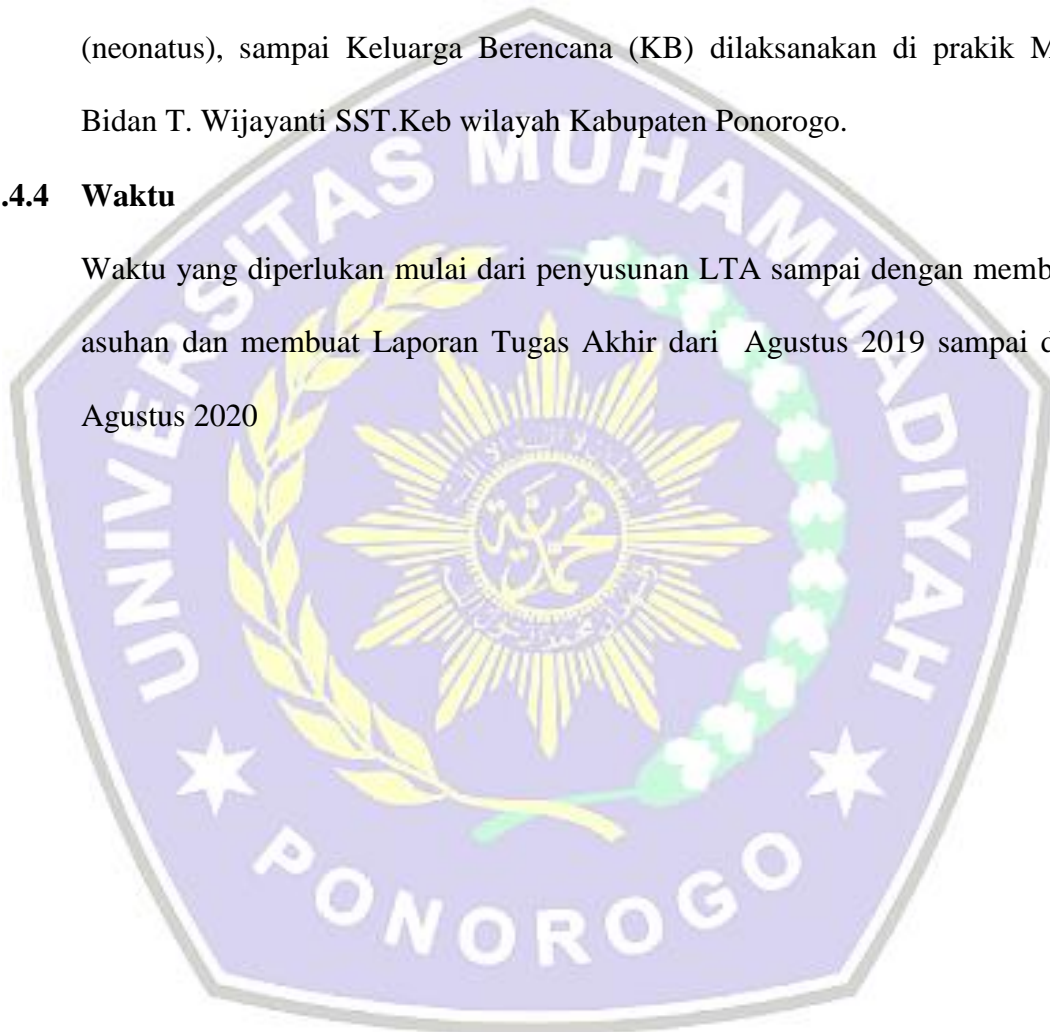 (neonatus), sampai Keluarga Berencana (KB) dilaksanakan di prakik M
Bidan T. Wijayanti SST.Keb wilayah Kabupaten Ponorogo.
.4.4 Waktu
Waktu yang diperlukan mulai dari penyusunan LTA sampai dengan memb
asuhan dan membuat Laporan Tugas Akhir dari Agustus 2019 sampai d
Agustus 2020
UNIVERSITAS MUHAMMADIYAH
PONOROGO
محمدية